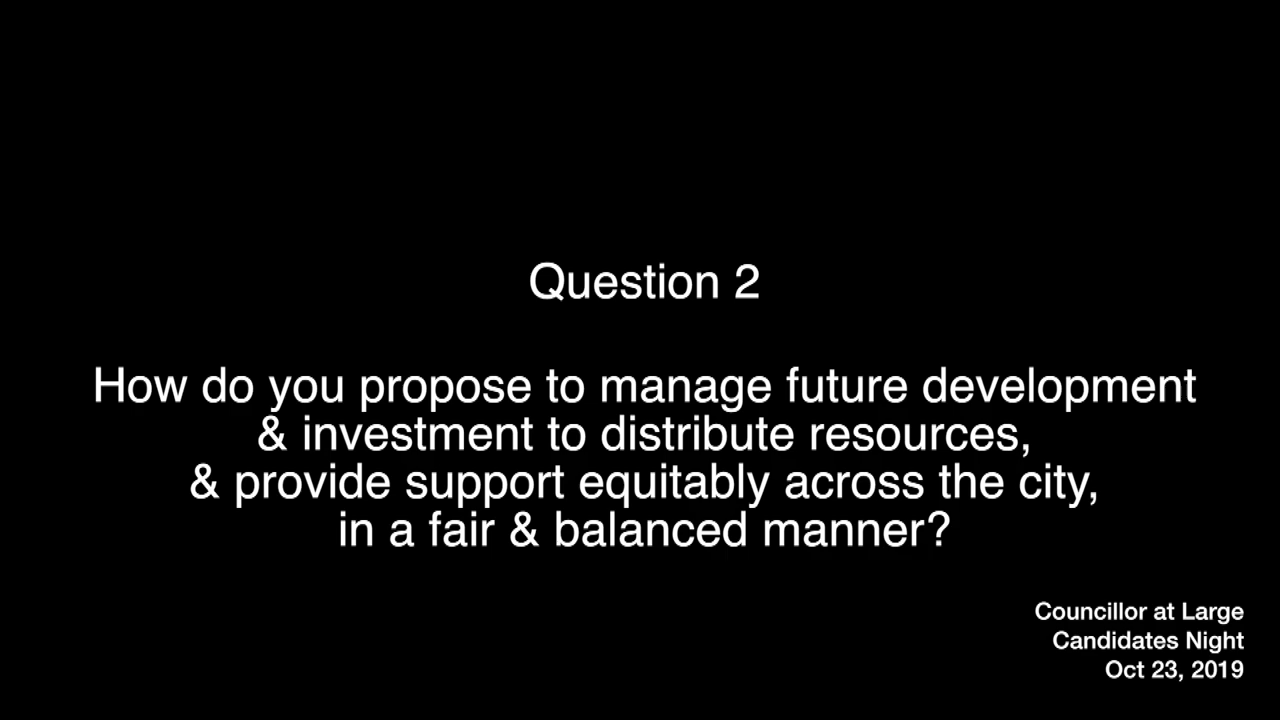 Question 2
How do you propose to manage future development
& investment to distribute resources,
& provide support equitably across the city,
in a fair & balanced manner?
Councillor at Large
Candidates Night
Oct 23, 2019